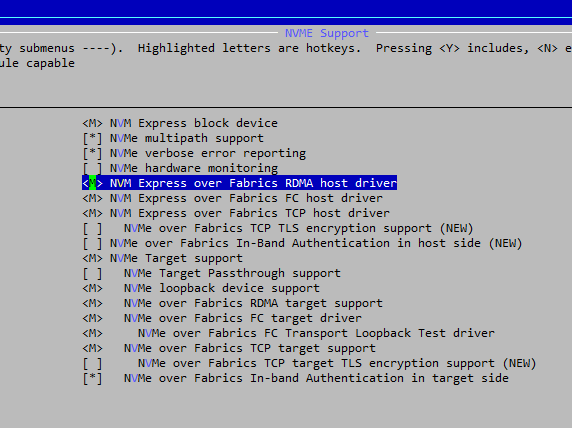 NVME Support
ty submenus ----).  Highlighted letters are hotkeys.  Pressing <Y> includes, <N> e
ule capable
<M> NVM Express block device
[*] NVMe multipath support
[*] NVMe verbose error reporting
[ ] NVMe hardware monitoring
<M> NVM Express over Fabrics RDMA host driver
<M> NVM Express over Fabrics FC host driver
<M> NVM Express over Fabrics TCP host driver
[ ]   NVMe over Fabrics TCP TLS encryption support (NEW)
[ ] NVMe over Fabrics In-Band Authentication in host side (NEW)
<M> NVMe Target support
[ ]   NVMe Target Passthrough support
<M>   NVMe loopback device support
<M>   NVMe over Fabrics RDMA target support
<M>   NVMe over Fabrics FC target driver
<M>     NVMe over Fabrics FC Transport Loopback Test driver
<M>   NVMe over Fabrics TCP target support
[ ]     NVMe over Fabrics TCP target TLS encryption support (NEW)
[*]   NVMe over Fabrics In-band Authentication in target side